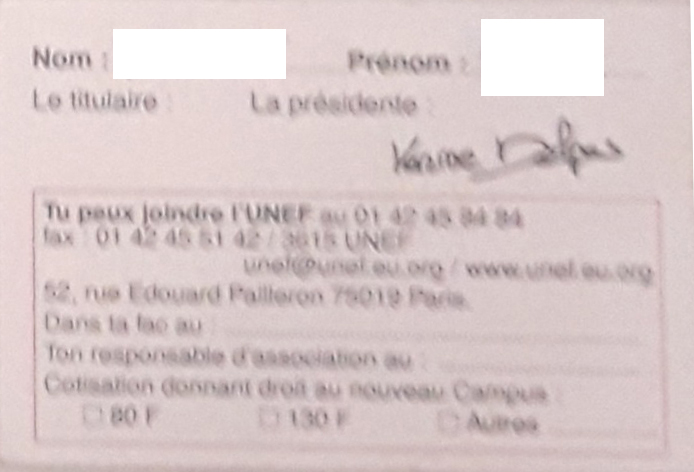 Nom : Prénom :
Le titulaire : La présidente :
Tu peux joindre l'UNEF au 01 42 45 84 84
fax : 01 42 45 51 42 / 3615 UNEF
unef@unef.eu.org / www.unef.eu.org
52, rue Edouard Pailleron 75019 Paris.
Dans ta fac au :
Ton responsable d'association au :
Cotisation donnant droit au nouveau Campus :
80 F 130 F Autres